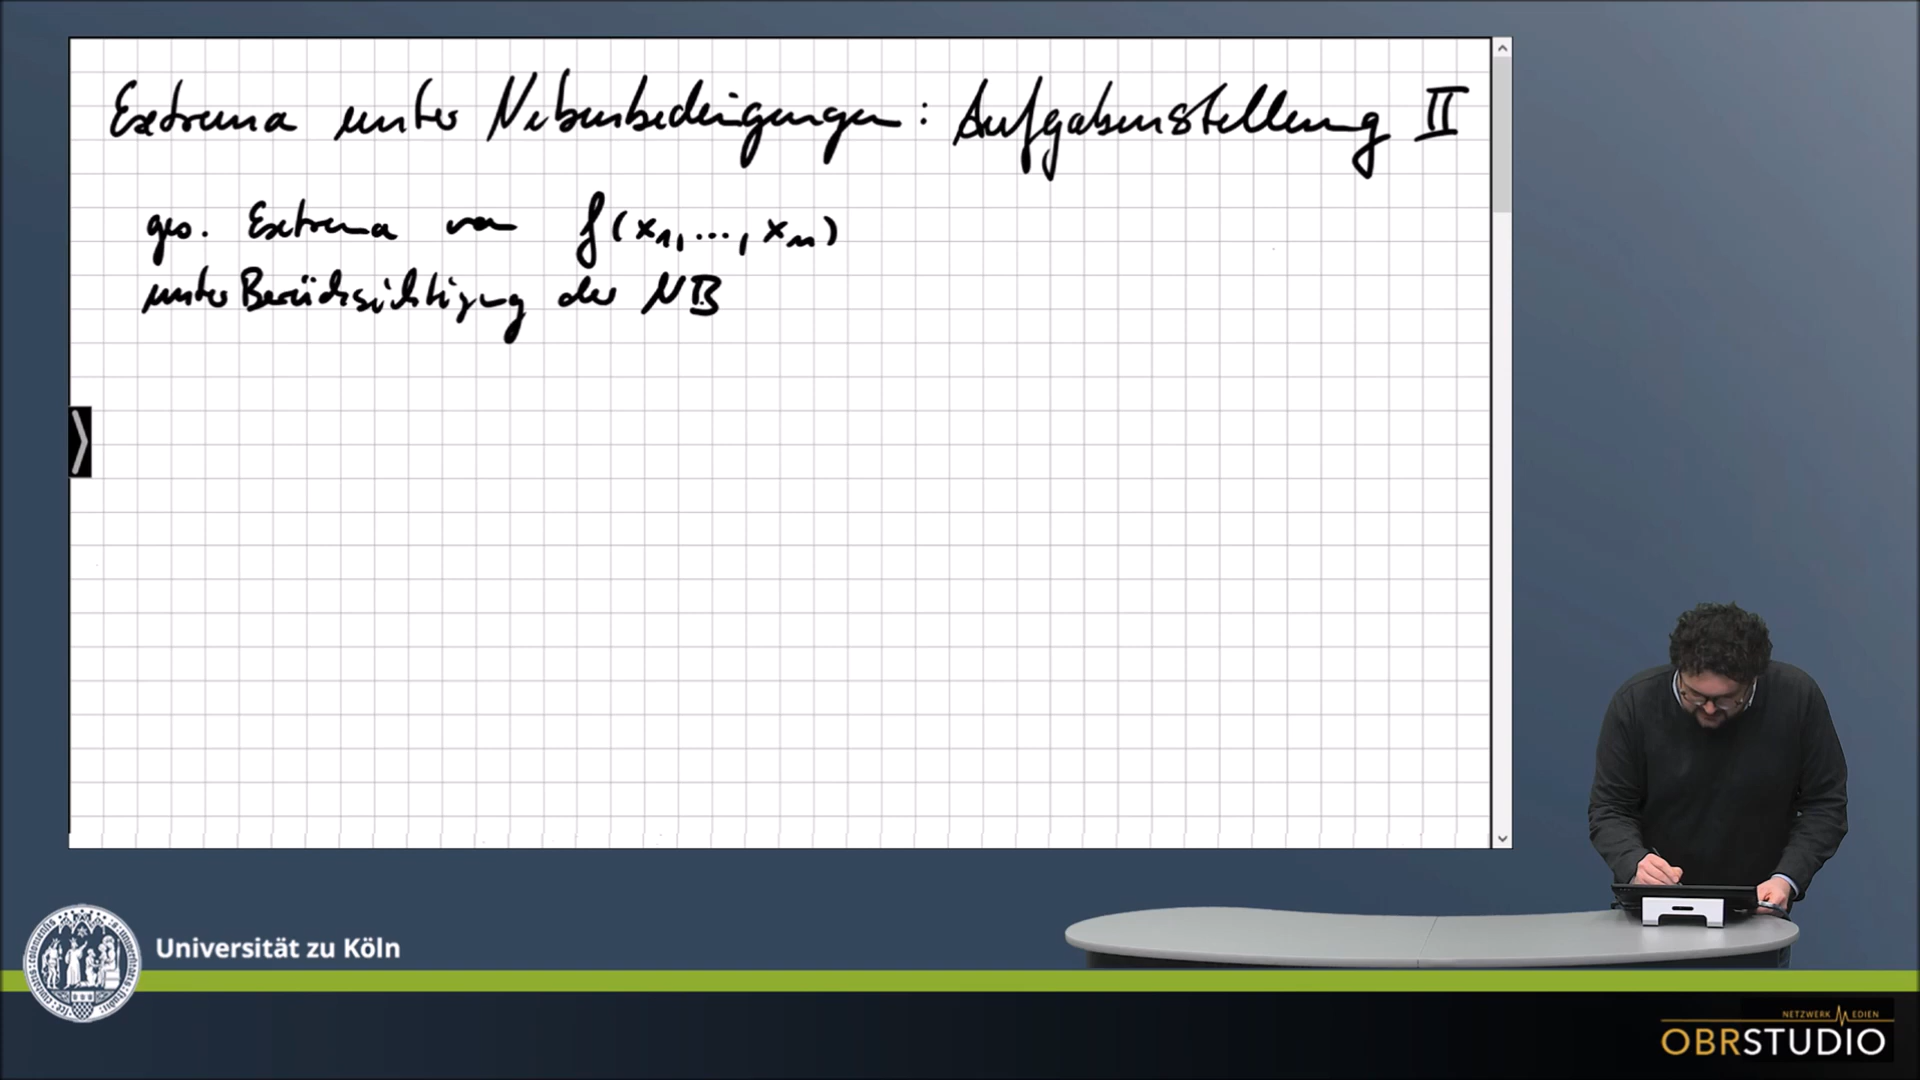 Extrema unter Nebenbedingungen: Aufgabenstellung II
ges. Extrema von f(x₁, ..., xₙ)
unter Berücksichtigung der NB
Universität zu Köln
NETZWERK MEDIEN
OBRSTUDIO